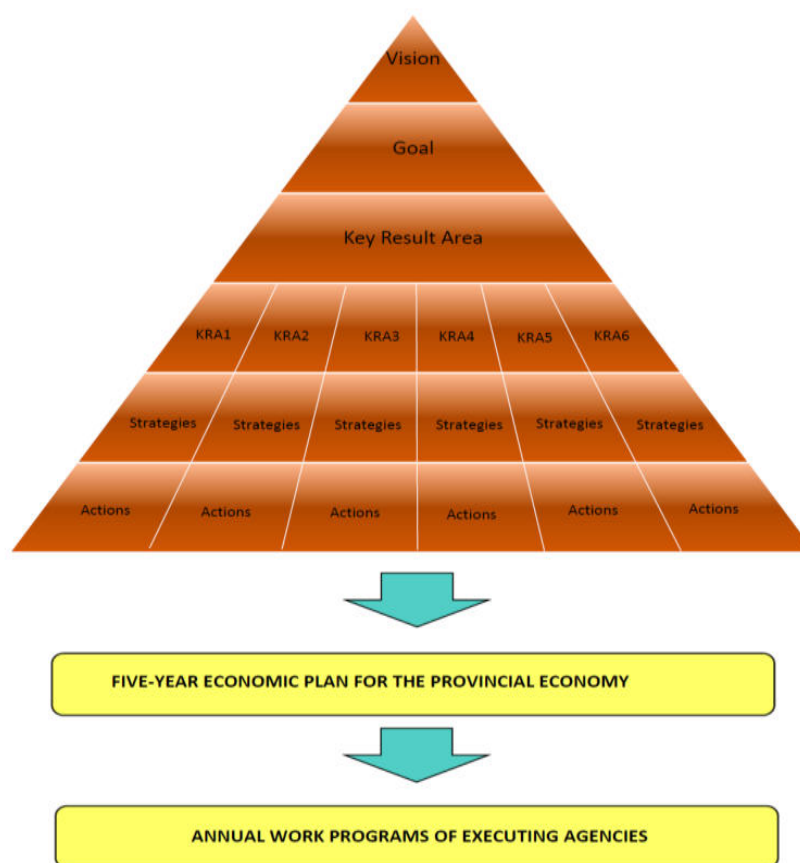 Vision
Goal
Key Result Area
KRA1 KRA2 KRA3 KRA4 KRA5 KRA6
Strategies Strategies Strategies Strategies Strategies Strategies
Actions Actions Actions Actions Actions Actions
FIVE-YEAR ECONOMIC PLAN FOR THE PROVINCIAL ECONOMY
ANNUAL WORK PROGRAMS OF EXECUTING AGENCIES